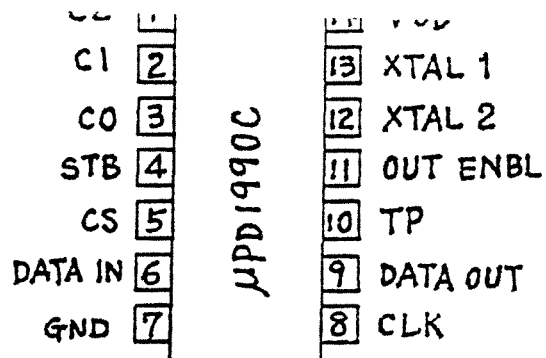 C1 2 13 XTAL 1
C0 3 12 XTAL 2
STB 4 11 OUT ENBL
CS 5 10 TP
DATA IN 6 9 DATA OUT
GND 7 8 CLK
μPD1990C